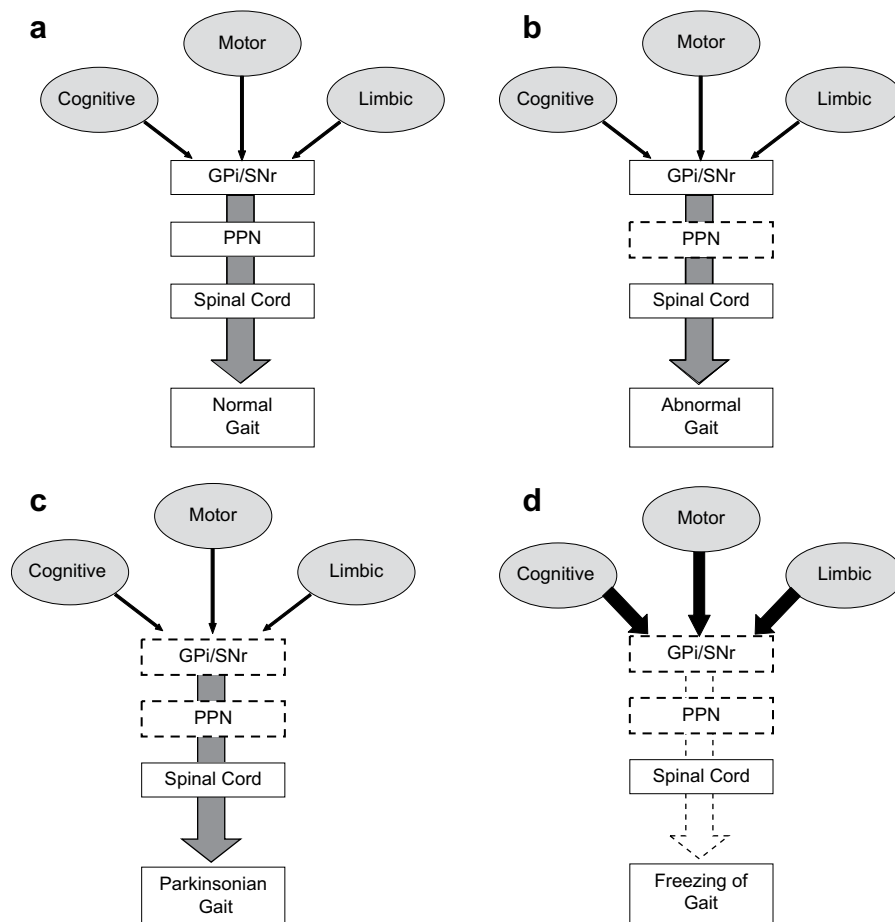 a
Motor
Cognitive
Limbic
GPi/SNr
PPN
Spinal Cord
Normal
Gait
b
Motor
Cognitive
Limbic
GPi/SNr
PPN
Spinal Cord
Abnormal
Gait
c
Motor
Cognitive
Limbic
GPi/SNr
PPN
Spinal Cord
Parkinsonian
Gait
d
Motor
Cognitive
Limbic
GPi/SNr
PPN
Spinal Cord
Freezing of
Gait